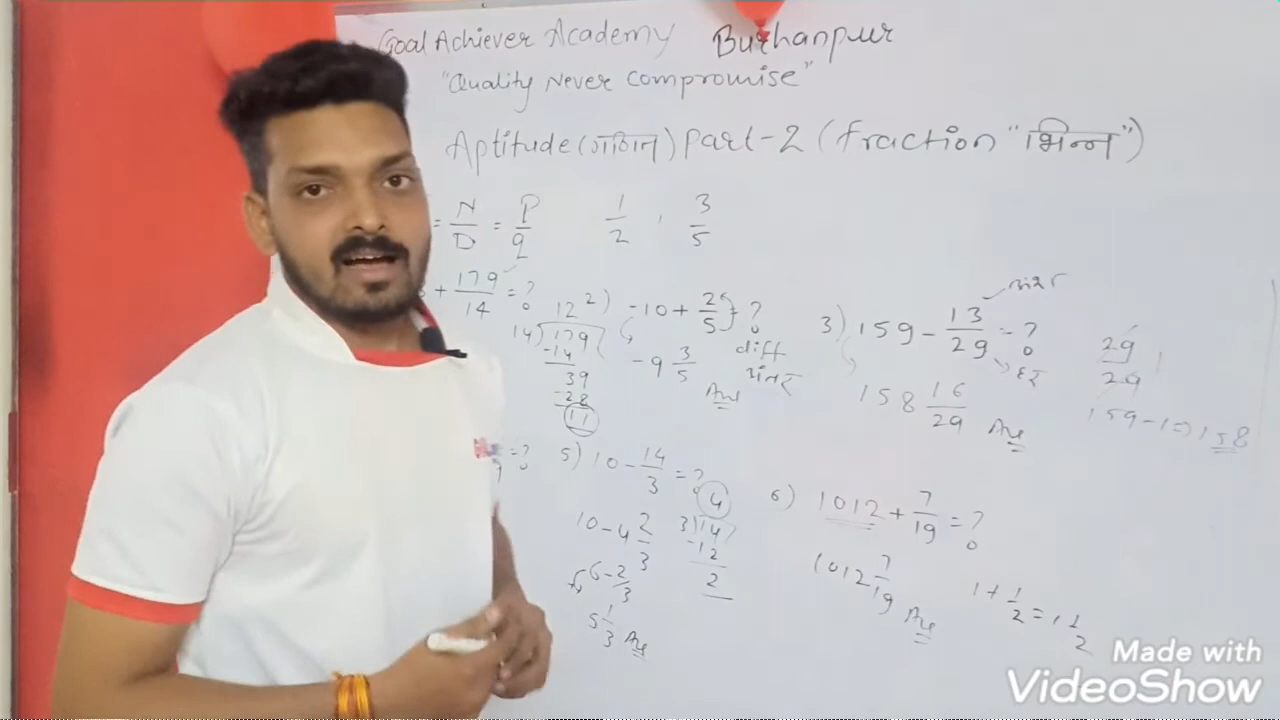 Goal Achiever Academy Burhanpur
"Quality Never Compromise"
Aptitude (गणित) Part-2 (fraction "भिन्न")
= N/D = P/q 1/2 , 3/5
+ 179/14 = ?
12
14)179
-14
39
-28
11
2) -10 + 2/5 = ?
-9 3/5
diff
अंतर
Ans
3) 159 - 13/29 = ?
अंश
हर
158 16/29 Ans
29/29
159-1=>158
= ?
5) 10 - 14/3 = ?
10 - 4 2/3
6 - 2/3
5 1/3 Ans
4
3)14
-12
2
6) 1012 + 7/19 = ?
1012 7/19 Ans
1 + 1/2 = 1 1/2
Made with
VideoShow